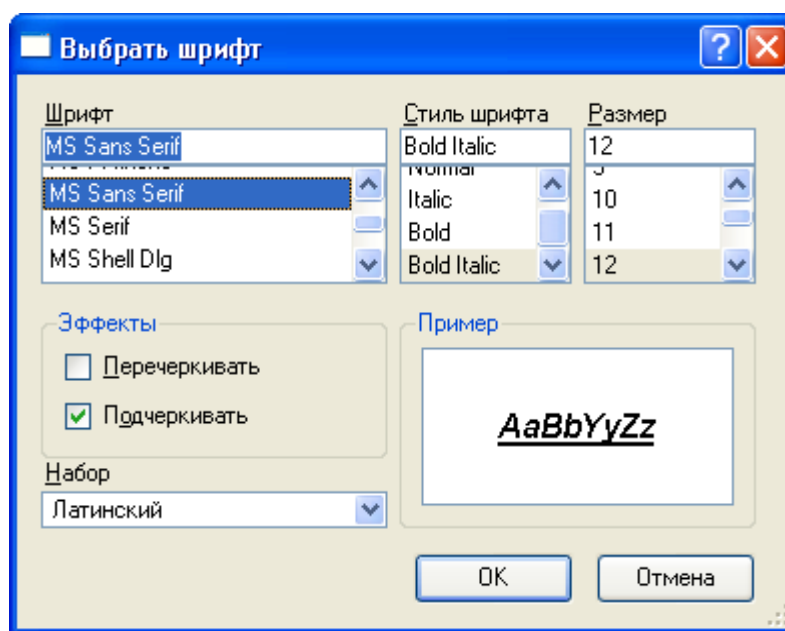 Выбрать шрифт
Шрифт
Стиль шрифта
Размер
MS Sans Serif
Bold Italic
12
MS Sans Serif
MS Serif
MS Shell Dlg
Normal
Italic
Bold
Bold Italic
10
11
12
Эффекты
Перечеркивать
Подчеркивать
Пример
AaBbYyZz
Набор
Латинский
OK
Отмена